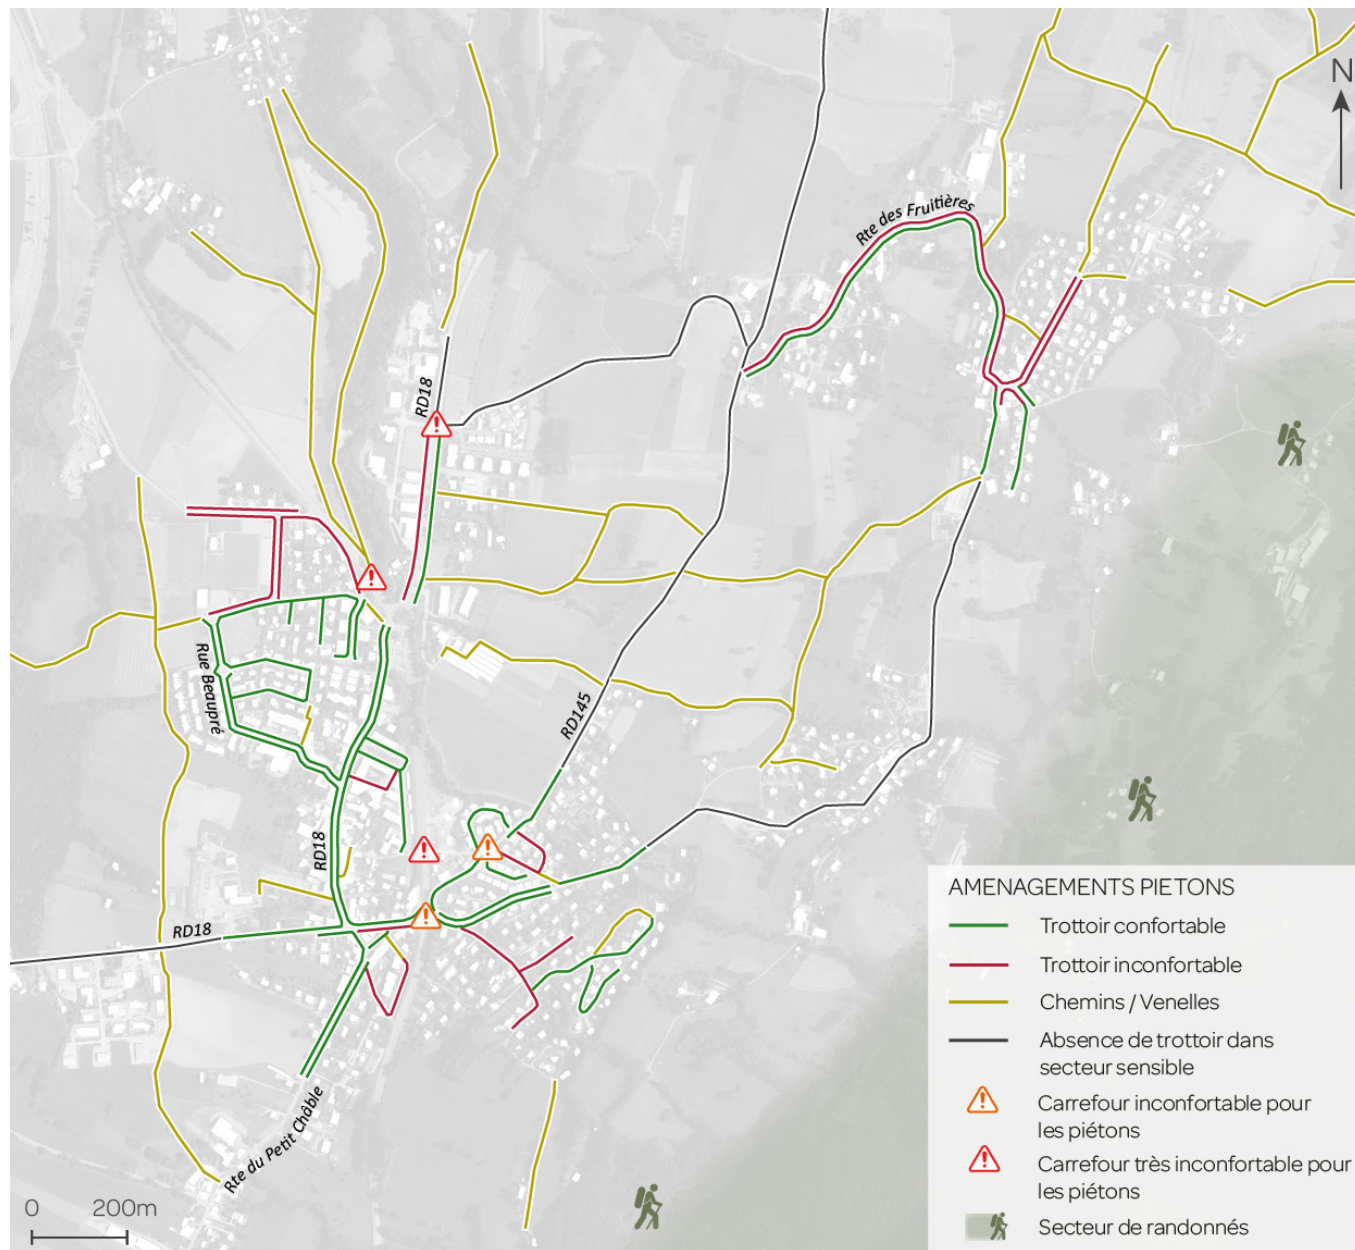 N
Rte des Fruitières
RD18
Rue Beaupré
RD145
RD18
RD18
Rte du Petit Châble
0 200m
AMENAGEMENTS PIETONS
Trottoir confortable
Trottoir inconfortable
Chemins / Venelles
Absence de trottoir dans
secteur sensible
Carrefour inconfortable pour
les piétons
Carrefour très inconfortable pour
les piétons
Secteur de randonnés